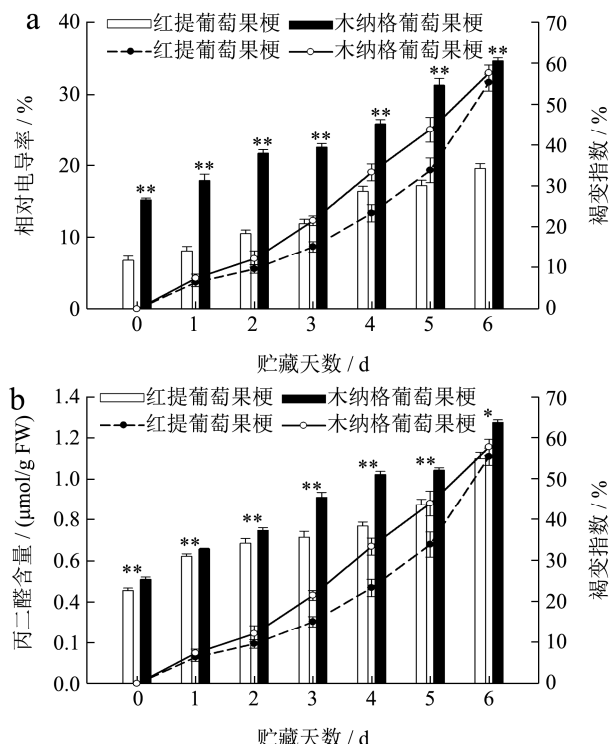 a
红提葡萄果梗 木纳格葡萄果梗
红提葡萄果梗 木纳格葡萄果梗
相对电导率 / %
40
30
20
10
0
** ** ** ** ** ** **
70
60
50
40
30
20
10
0
褐变指数 / %
0 1 2 3 4 5 6
贮藏天数 / d
b
红提葡萄果梗 木纳格葡萄果梗
红提葡萄果梗 木纳格葡萄果梗
丙二醛含量 / (μmol/g FW)
1.4
1.2
1.0
0.8
0.6
0.4
0.1
0.0
** ** ** ** ** ** *
70
60
50
40
30
20
10
0
褐变指数 / %
0 1 2 3 4 5 6
贮藏天数 / d